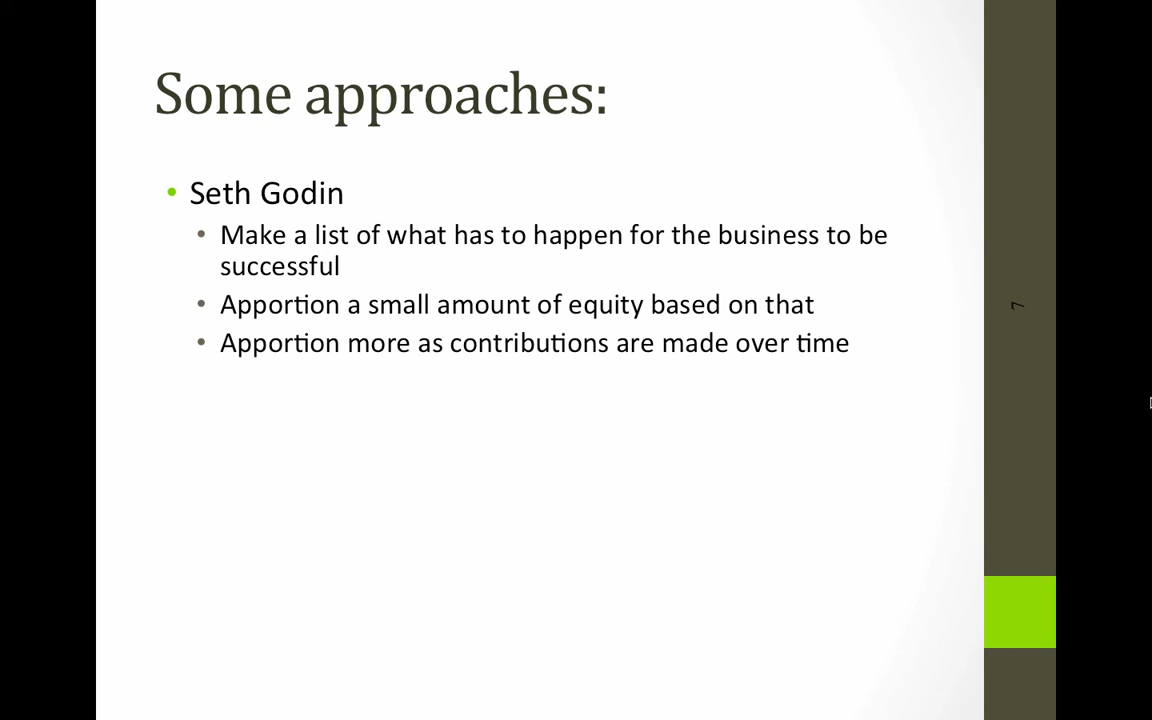 Some approaches:
• Seth Godin
• Make a list of what has to happen for the business to be
successful
• Apportion a small amount of equity based on that
• Apportion more as contributions are made over time
7